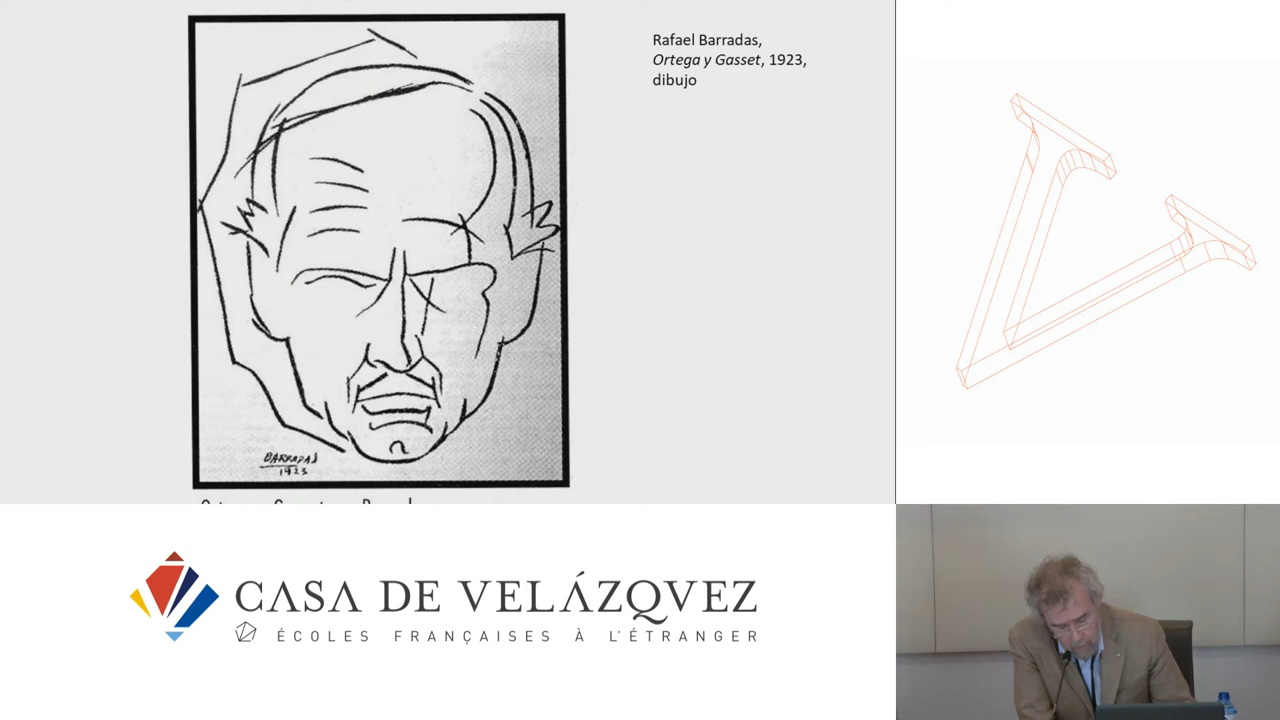 Rafael Barradas,
Ortega y Gasset, 1923,
dibujo
BARRADAS
1923
CASA DE VELÁZQVEZ
ÉCOLES FRANÇAISES À L'ÉTRANGER